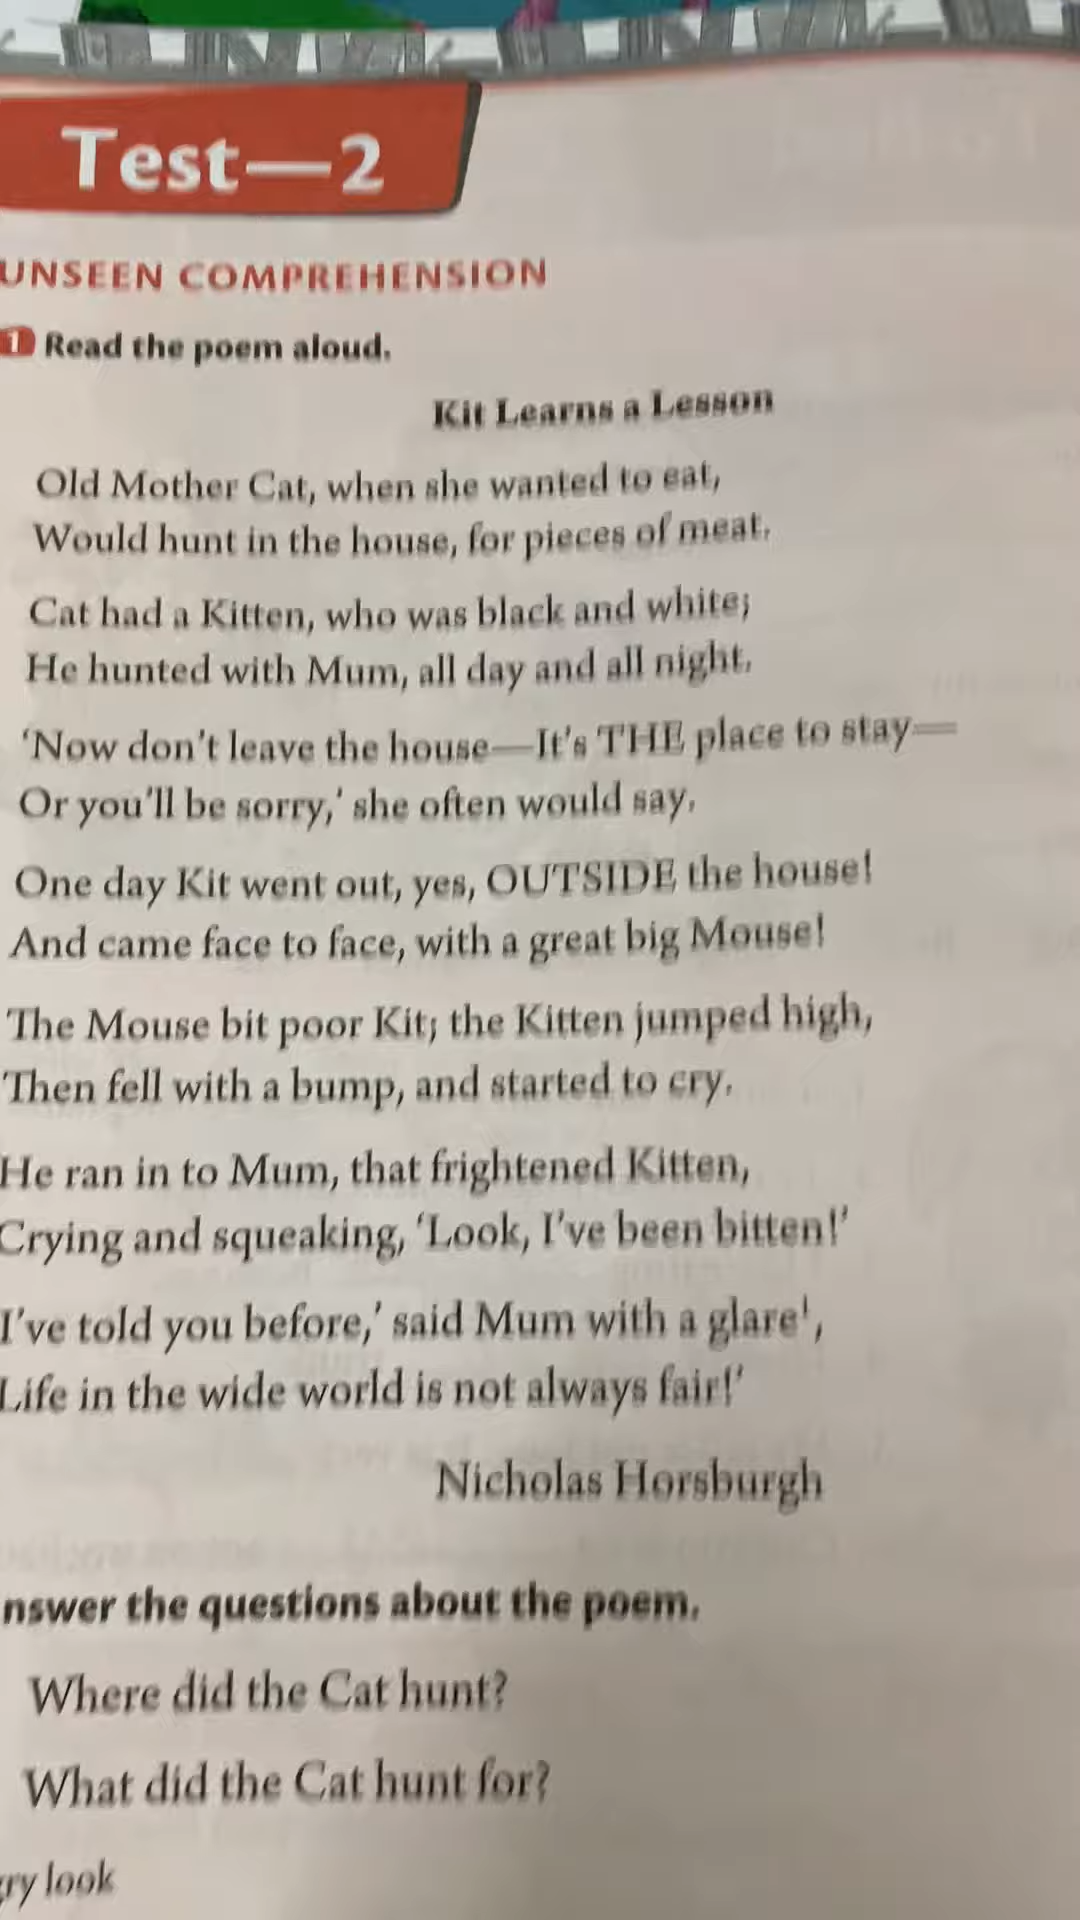 Test—2
UNSEEN COMPREHENSION
1 Read the poem aloud.
Kit Learns a Lesson
Old Mother Cat, when she wanted to eat,
Would hunt in the house, for pieces of meat.
Cat had a Kitten, who was black and white;
He hunted with Mum, all day and all night.
‘Now don't leave the house—It's THE place to stay—
Or you'll be sorry,’ she often would say.
One day Kit went out, yes, OUTSIDE the house!
And came face to face, with a great big Mouse!
The Mouse bit poor Kit; the Kitten jumped high,
Then fell with a bump, and started to cry.
He ran in to Mum, that frightened Kitten,
Crying and squeaking, ‘Look, I've been bitten!’
I've told you before,’ said Mum with a glare¹,
Life in the wide world is not always fair!’
Nicholas Horsburgh
nswer the questions about the poem.
Where did the Cat hunt?
What did the Cat hunt for?
ry look